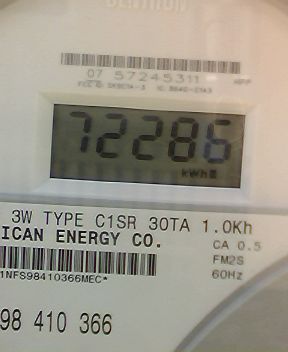 CENTRON
07 57245311
72286
kWh
3W TYPE C1SR 30TA 1.0Kh
ICAN ENERGY CO.
CA 0.5
FM2S
60Hz
1NFS98410366MEC*
98 410 366